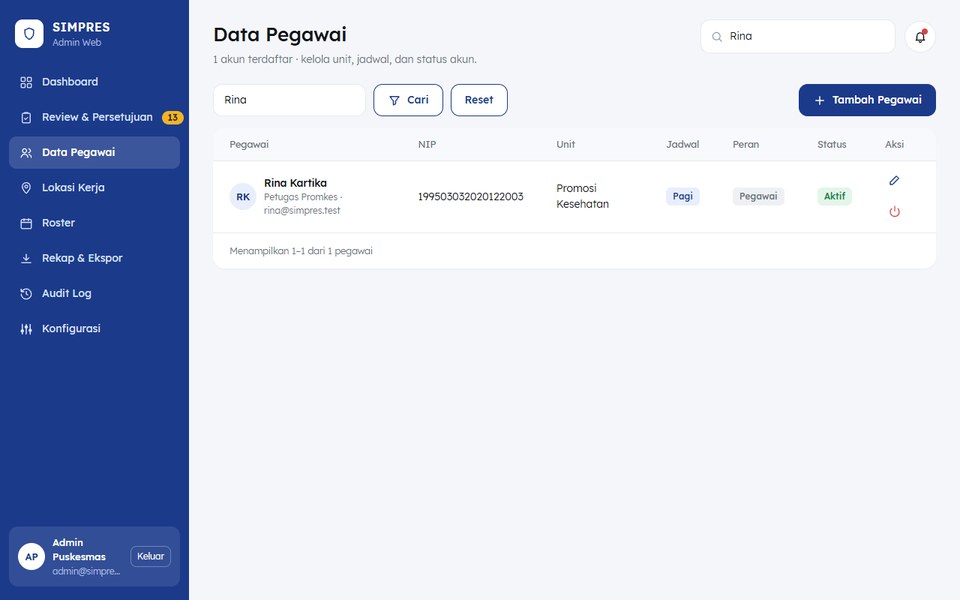 SIMPRES
Admin Web
Dashboard
Review & Persetujuan 13
Data Pegawai
Lokasi Kerja
Roster
Rekap & Ekspor
Audit Log
Konfigurasi
AP
Admin
Puskesmas
admin@simpre...
Keluar
Data Pegawai
1 akun terdaftar · kelola unit, jadwal, dan status akun.
Rina
Rina
Cari
Reset
+ Tambah Pegawai
Pegawai NIP Unit Jadwal Peran Status Aksi
RK
Rina Kartika
Petugas Promkes ·
rina@simpres.test
199503032020122003
Promosi
Kesehatan
Pagi
Pegawai
Aktif
Menampilkan 1–1 dari 1 pegawai